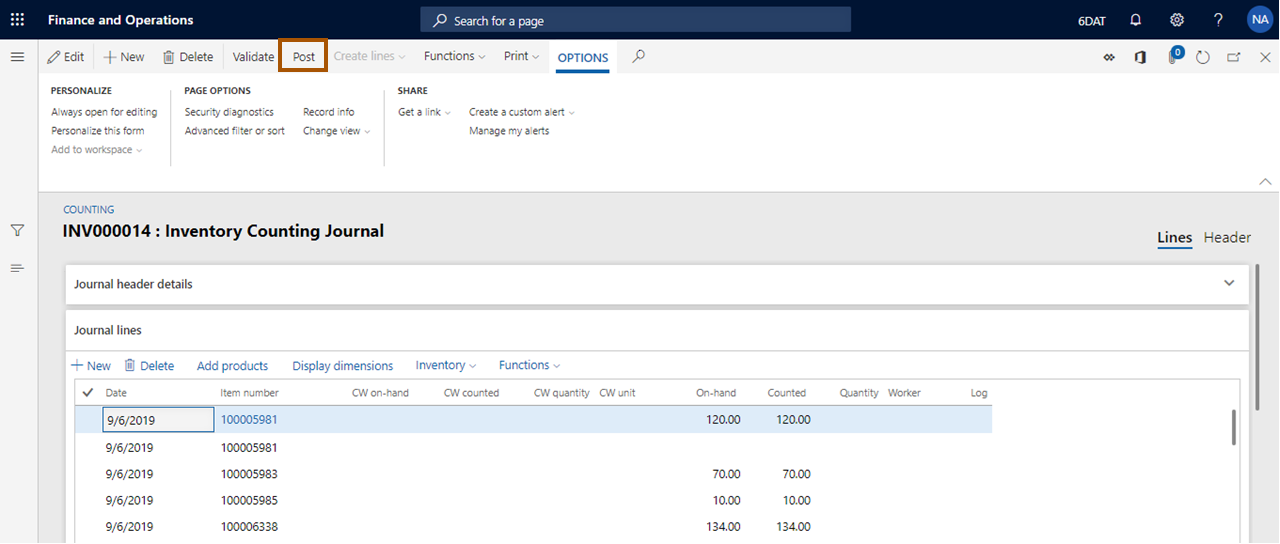 Finance and Operations Search for a page 6DAT ? NA
Edit New Delete Validate Post Create lines Functions Print OPTIONS 0
PERSONALIZE PAGE OPTIONS SHARE
Always open for editing Security diagnostics Record info Get a link Create a custom alert
Personalize this form Advanced filter or sort Change view Manage my alerts
Add to workspace
COUNTING
INV000014 : Inventory Counting Journal
Lines Header
Journal header details
Journal lines
New Delete Add products Display dimensions Inventory Functions
Date Item number CW on-hand CW counted CW quantity CW unit On-hand Counted Quantity Worker Log
9/6/2019 100005981 120.00 120.00
9/6/2019 100005981
9/6/2019 100005983 70.00 70.00
9/6/2019 100005985 10.00 10.00
9/6/2019 100006338 134.00 134.00